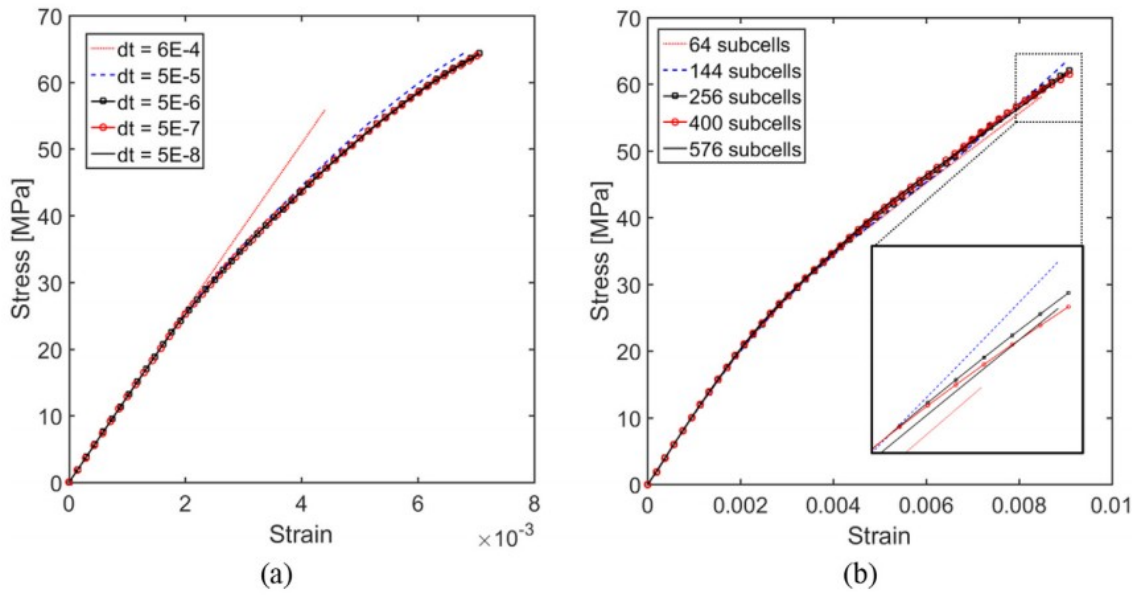 70
60
50
40
30
20
10
0
Stress [MPa]
dt = 6E-4
dt = 5E-5
dt = 5E-6
dt = 5E-7
dt = 5E-8
0 2 4 6 8
Strain
×10⁻³
(a)
70
60
50
40
30
20
10
0
Stress [MPa]
64 subcells
144 subcells
256 subcells
400 subcells
576 subcells
0 0.002 0.004 0.006 0.008 0.01
Strain
(b)